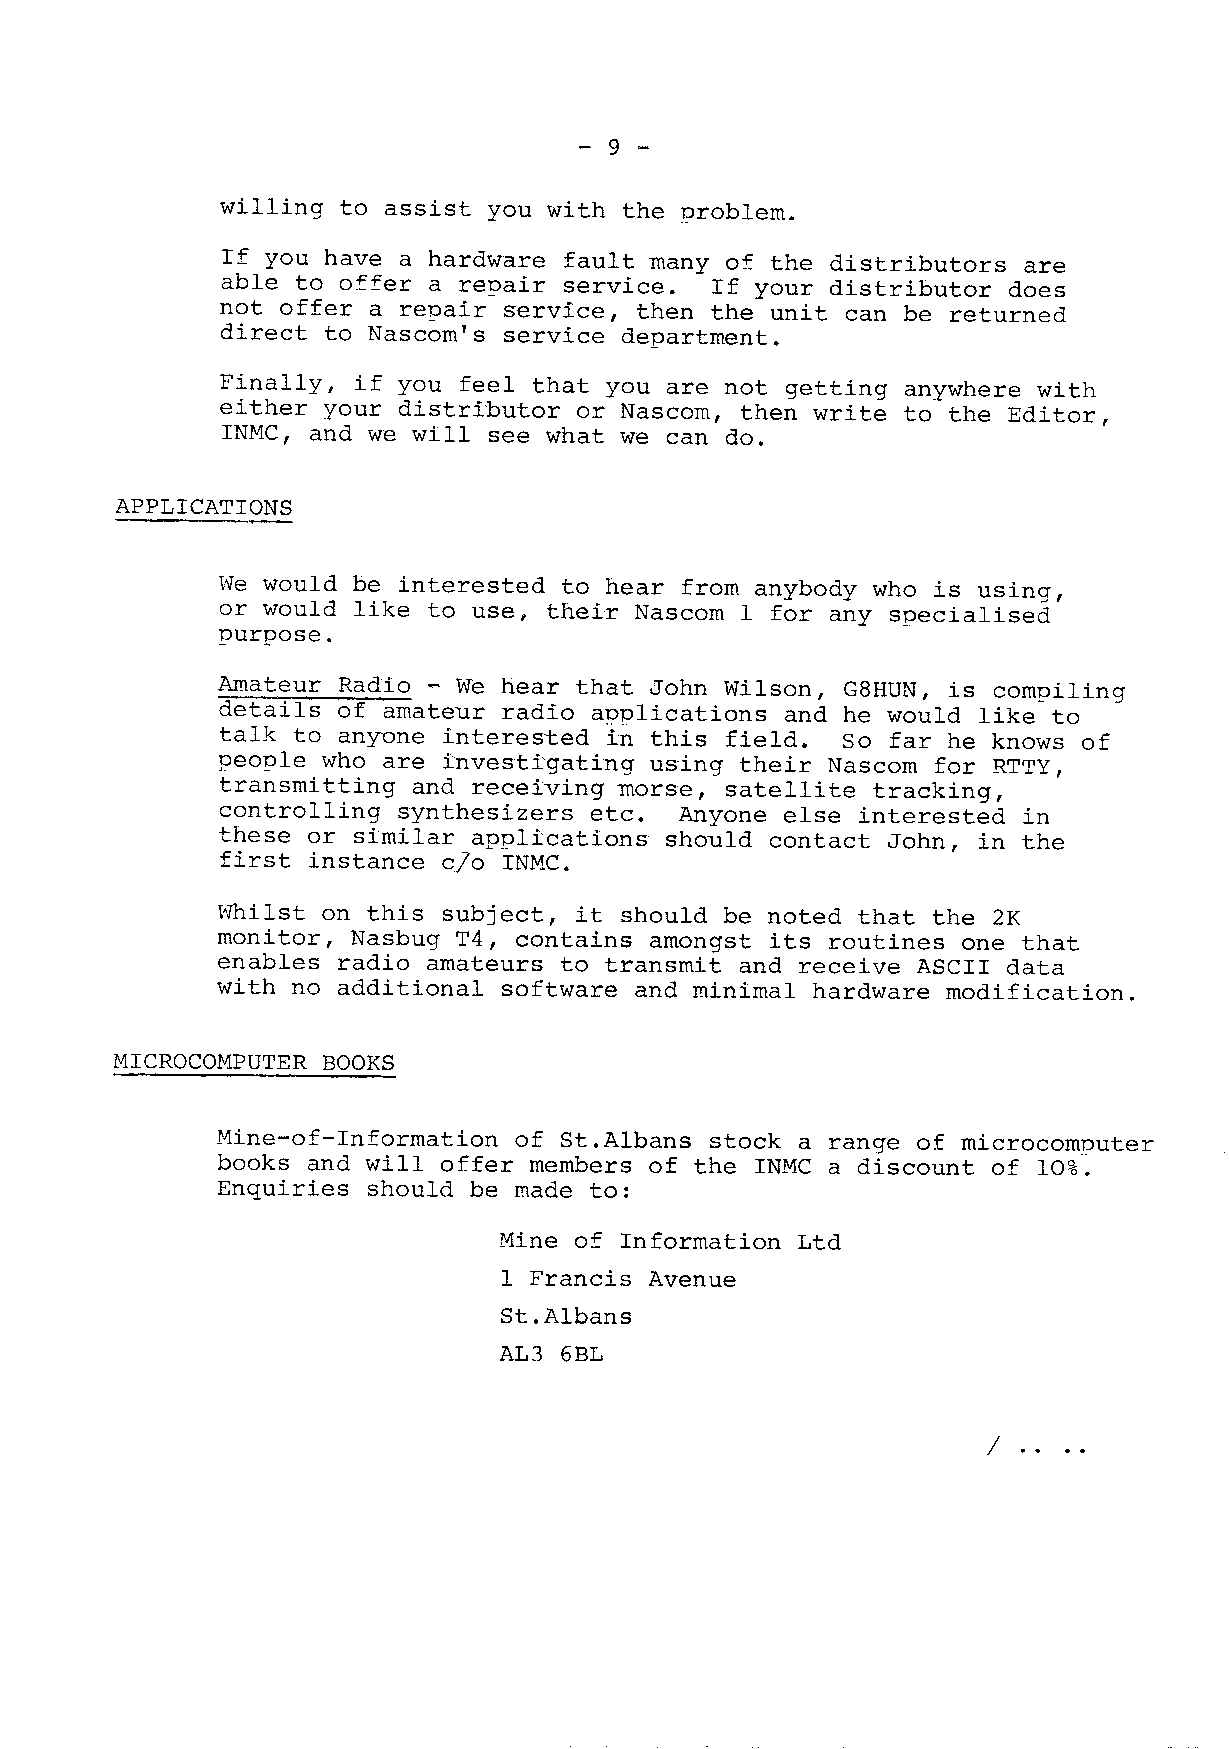 - 9 -
willing to assist you with the problem.
If you have a hardware fault many of the distributors are
able to offer a repair service.  If your distributor does
not offer a repair service, then the unit can be returned
direct to Nascom's service department.
Finally, if you feel that you are not getting anywhere with
either your distributor or Nascom, then write to the Editor,
INMC, and we will see what we can do.
APPLICATIONS
We would be interested to hear from anybody who is using,
or would like to use, their Nascom 1 for any specialised
purpose.
Amateur Radio - We hear that John Wilson, G8HUN, is compiling
details of amateur radio applications and he would like to
talk to anyone interested in this field.  So far he knows of
people who are investigating using their Nascom for RTTY,
transmitting and receiving morse, satellite tracking,
controlling synthesizers etc.  Anyone else interested in
these or similar applications should contact John, in the
first instance c/o INMC.
Whilst on this subject, it should be noted that the 2K
monitor, Nasbug T4, contains amongst its routines one that
enables radio amateurs to transmit and receive ASCII data
with no additional software and minimal hardware modification.
MICROCOMPUTER BOOKS
Mine-of-Information of St.Albans stock a range of microcomputer
books and will offer members of the INMC a discount of 10%.
Enquiries should be made to:
Mine of Information Ltd
1 Francis Avenue
St.Albans
AL3 6BL
/ .. ..